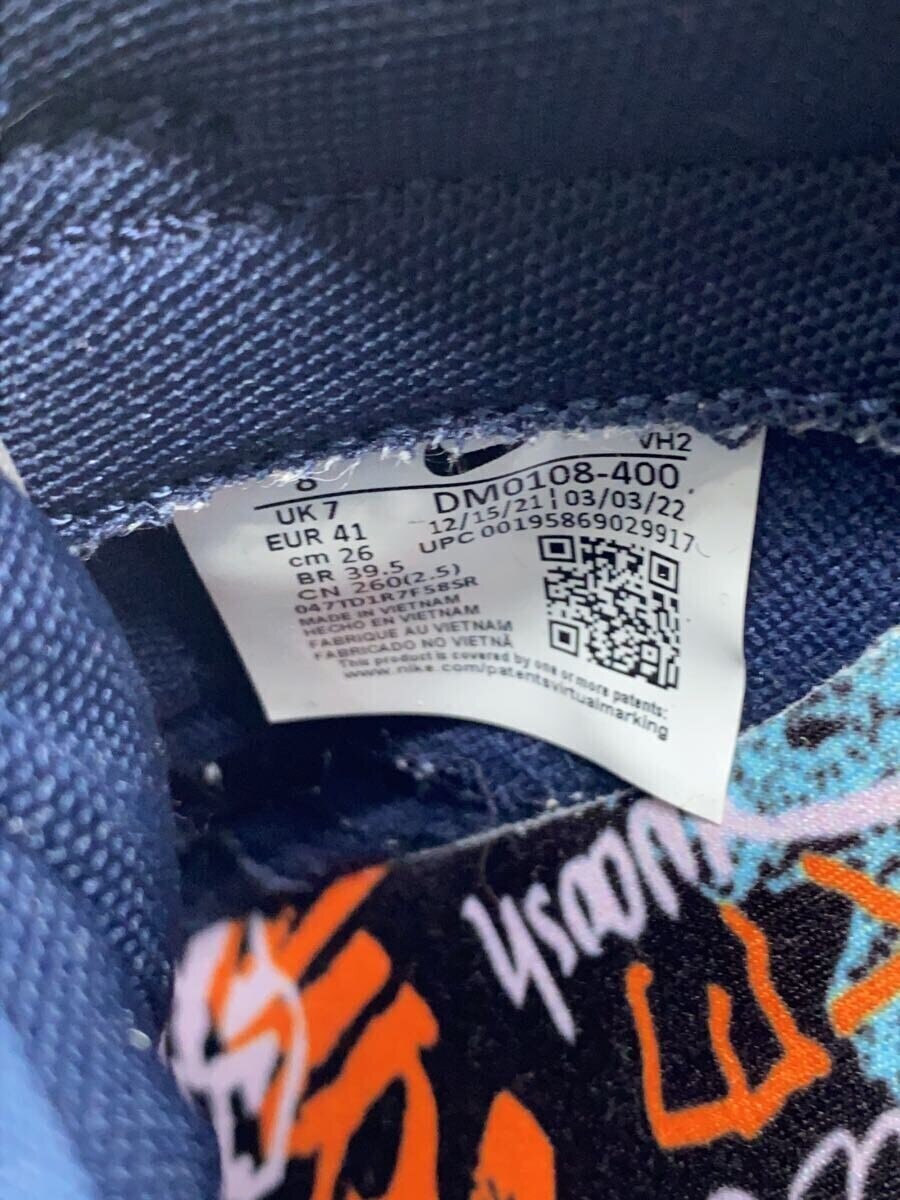 8
VH2
UK 7
DM0108-400
EUR 41
12/15/21 | 03/03/22
cm 26
UPC 00195869029917
BR 39.5
CN 260(2.5)
047TD1R7F58SR
MADE IN VIETNAM
HECHO EN VIETNAM
FABRIQUE AU VIETNAM
FABRICADO NO VIETNÃ
This product is covered by one or more patents:
www.nike.com/patentsvirtualmarking
Swoosh